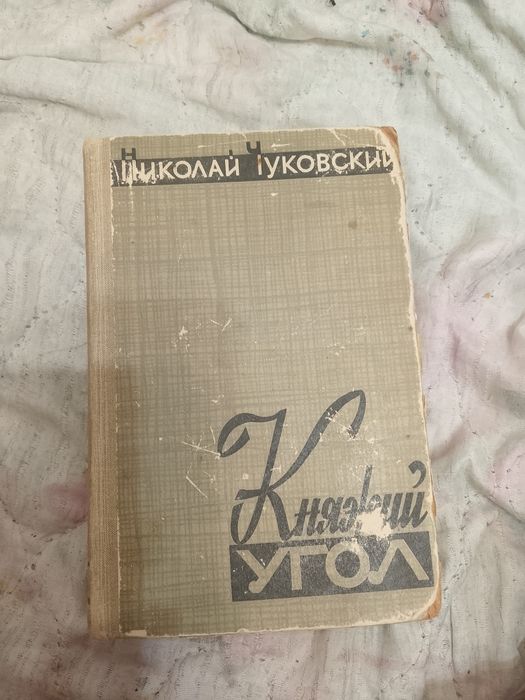 Николай Чуковский
Княжий
УГОЛ